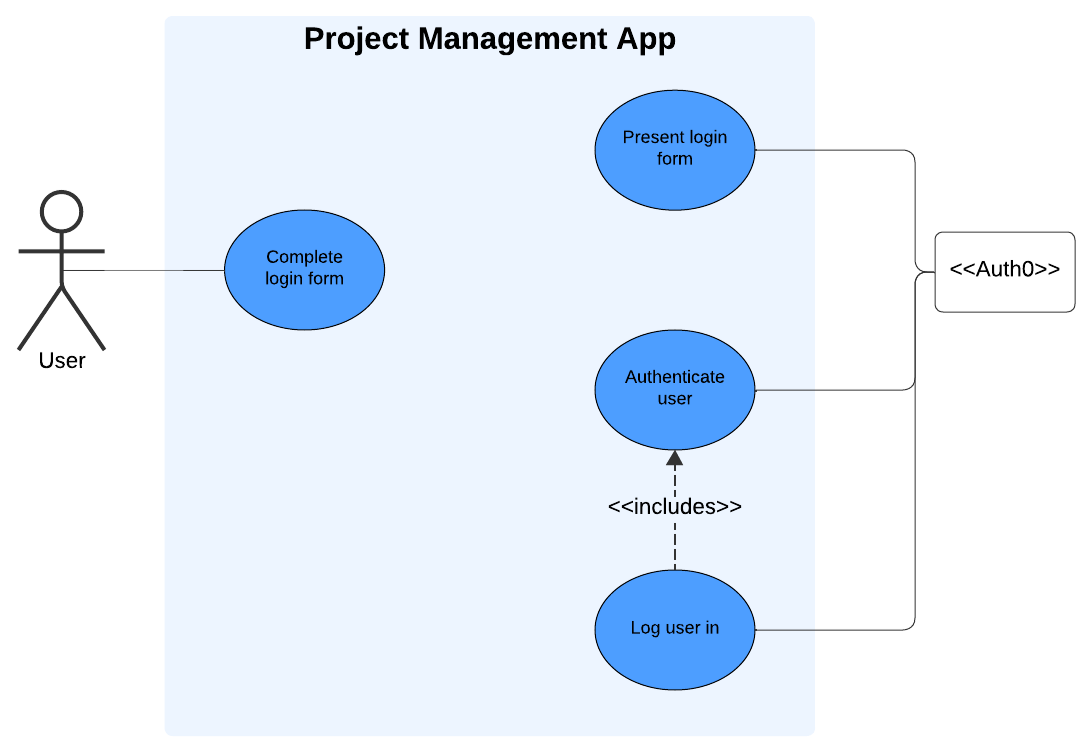 Project Management App
Present login
form
Complete
login form
<<Auth0>>
User
Authenticate
user
<<includes>>
Log user in